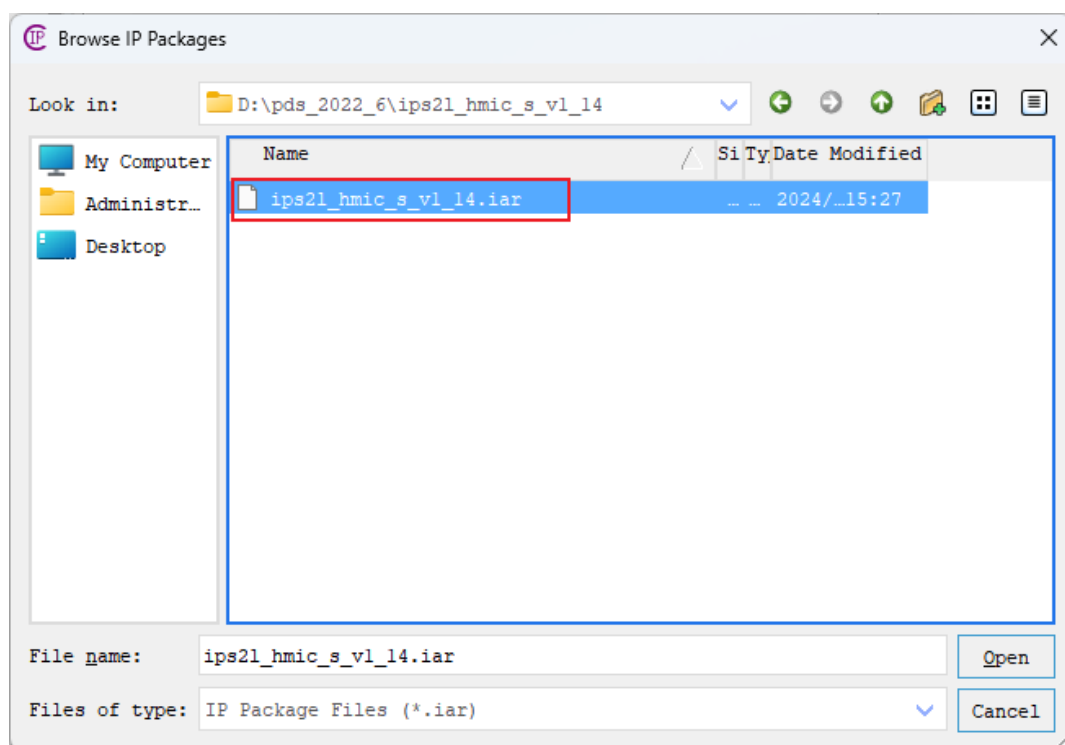 IP Browse IP Packages
Look in: D:\pds_2022_6\ips2l_hmic_s_v1_14
My Computer
Administr…
Desktop
Name Si Ty Date Modified
ips2l_hmic_s_v1_14.iar … … 2024/…15:27
File name: ips2l_hmic_s_v1_14.iar Open
Files of type: IP Package Files (*.iar) Cancel